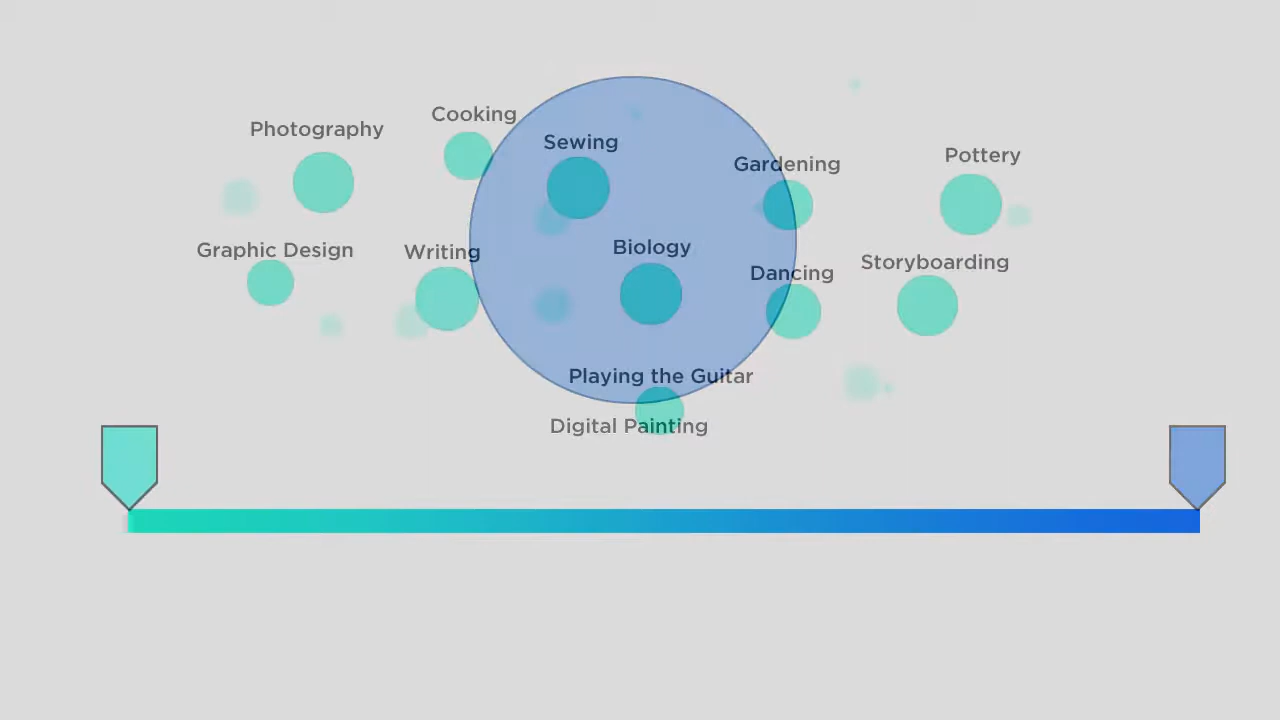 Cooking
Photography
Sewing
Pottery
Gardening
Biology
Graphic Design
Writing
Storyboarding
Dancing
Playing the Guitar
Digital Painting